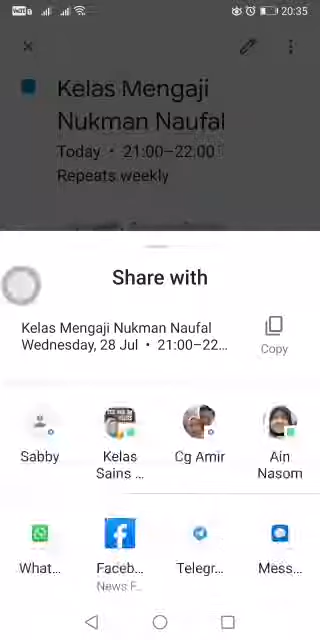 20:35
Kelas Mengaji
Nukman Naufal
Today • 21:00–22:00
Repeats weekly
Share with
Kelas Mengaji Nukman Naufal
Wednesday, 28 Jul • 21:00–22...
Copy
Sabby
Kelas
Sains ...
Cg Amir
Ain
Nasom
What...
Faceb...
News F...
Telegr...
Mess...